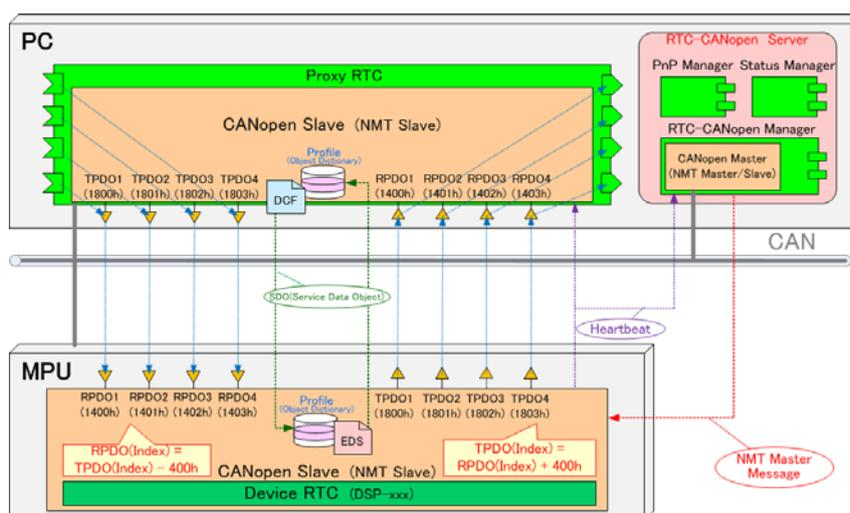 PC
RTC-CANopen Server
Proxy RTC
PnP Manager
Status Manager
CANopen Slave (NMT Slave)
RTC-CANopen Manager
Profile
(Object Dictionary)
CANopen Master
(NMT Master/Slave)
TPDO1 TPDO2 TPDO3 TPDO4
(1800h) (1801h) (1802h) (1803h)
DCF
RPDO1 RPDO2 RPDO3 RPDO4
(1400h) (1401h) (1402h) (1403h)
CAN
SDO(Service Data Object)
Heartbeat
MPU
RPDO1 RPDO2 RPDO3 RPDO4
(1400h) (1401h) (1402h) (1403h)
Profile
(Object Dictionary)
EDS
TPDO1 TPDO2 TPDO3 TPDO4
(1800h) (1801h) (1802h) (1803h)
RPDO(Index) =
TPDO(Index) - 400h
TPDO(Index) =
RPDO(Index) + 400h
CANopen Slave (NMT Slave)
Device RTC (DSP-xxx)
NMT Master
Message